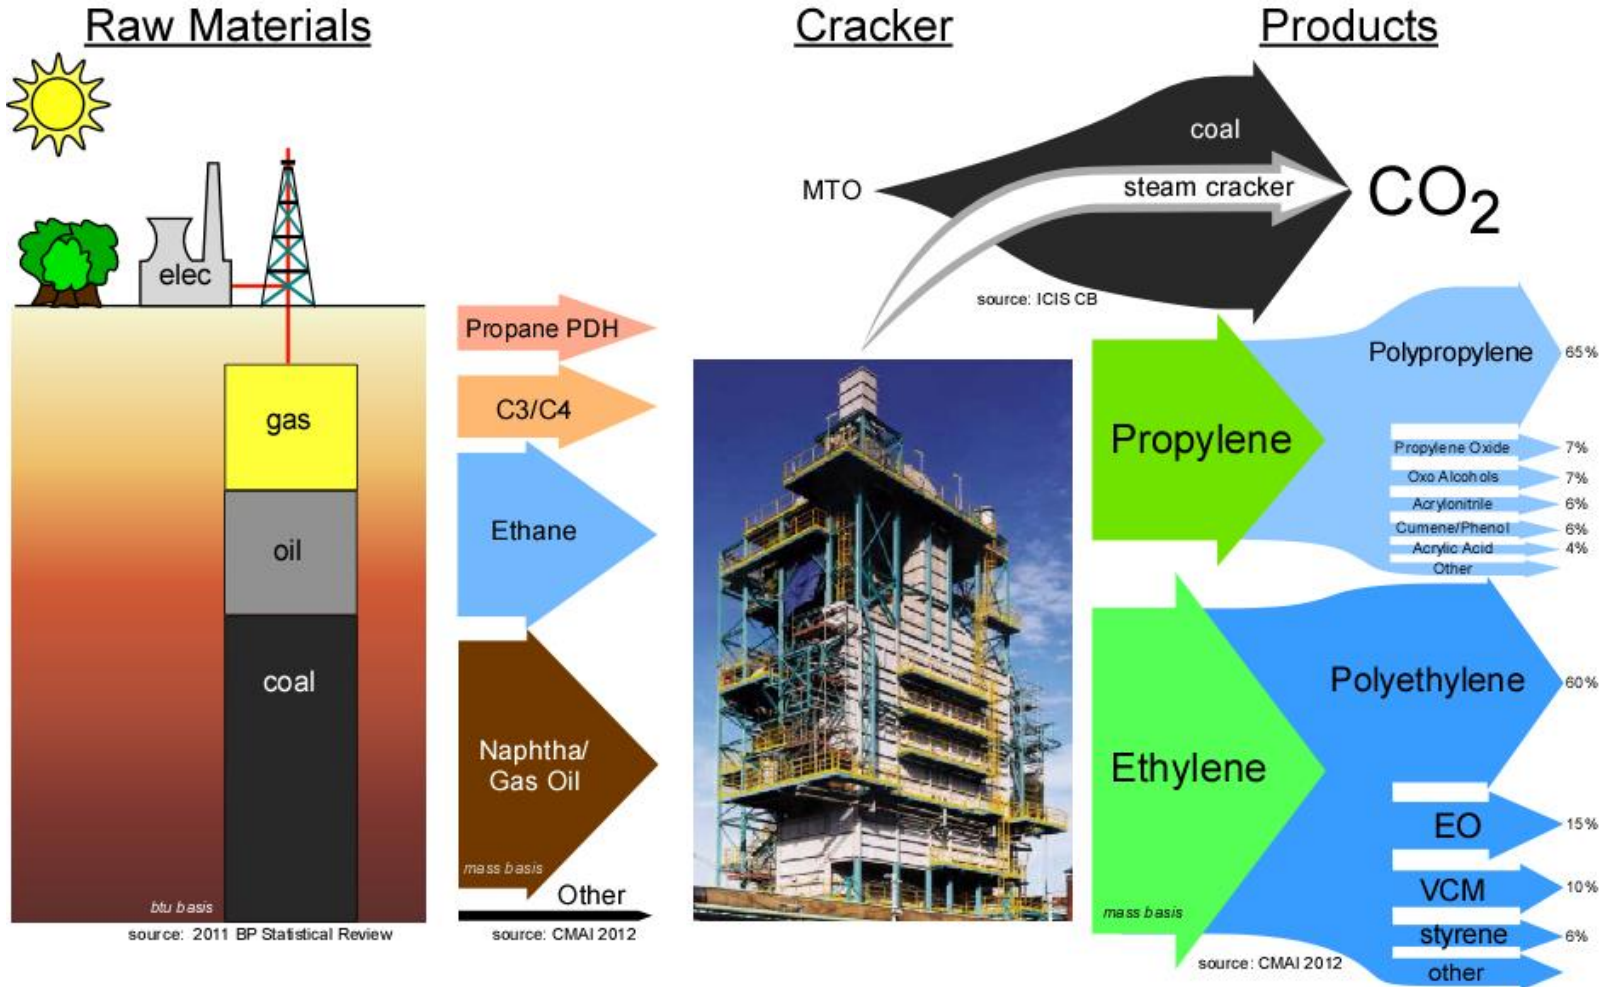 Raw Materials
Cracker
Products
elec
gas
oil
coal
btu basis
source: 2011 BP Statistical Review
Propane PDH
C3/C4
Ethane
Naphtha/
Gas Oil
mass basis
Other
source: CMAI 2012
MTO
coal
steam cracker
CO2
source: ICIS CB
Propylene
Polypropylene
65%
Propylene Oxide
7%
Oxo Alcohols
7%
Acrylonitrile
6%
Cumene/Phenol
6%
Acrylic Acid
4%
Other
Ethylene
mass basis
Polyethylene
60%
EO
15%
VCM
10%
styrene
6%
other
source: CMAI 2012